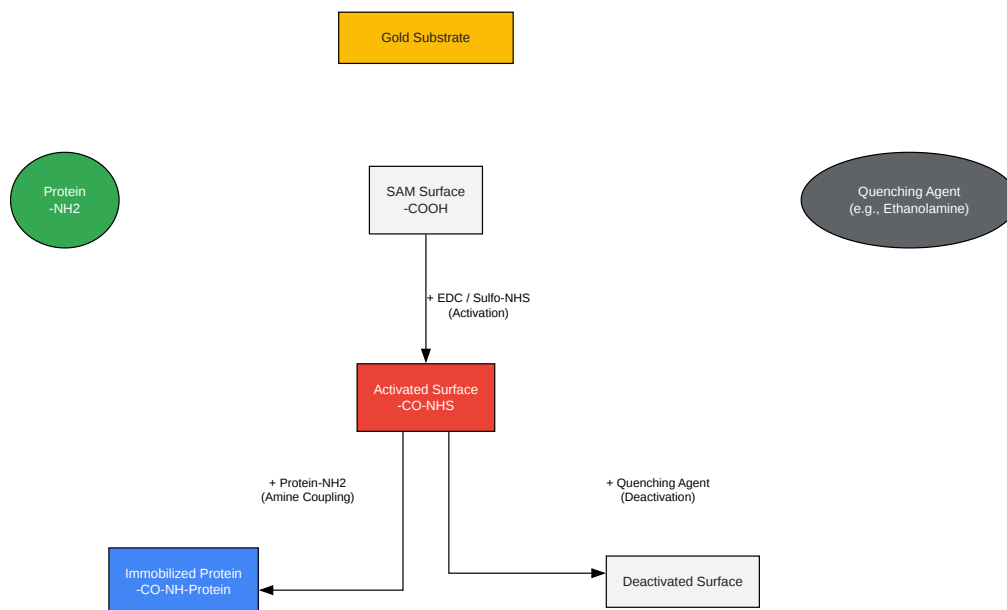 Gold Substrate
Protein
-NH2
SAM Surface
-COOH
Quenching Agent
(e.g., Ethanolamine)
+ EDC / Sulfo-NHS
(Activation)
Activated Surface
-CO-NHS
+ Protein-NH2
(Amine Coupling)
+ Quenching Agent
(Deactivation)
Immobilized Protein
-CO-NH-Protein
Deactivated Surface